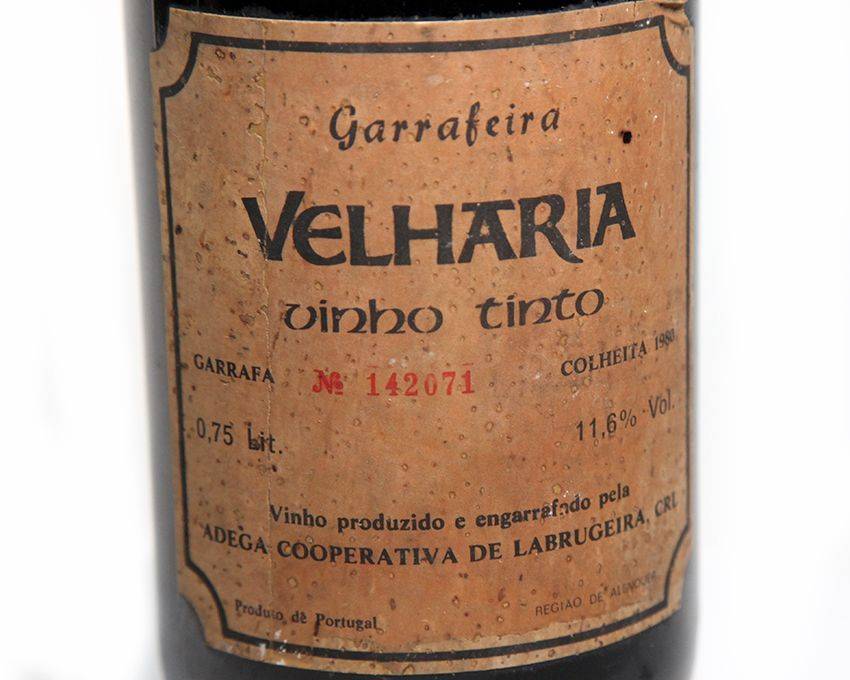 Garrafeira
VELHARIA
vinho tinto
GARRAFA № 142071 COLHEITA 1980
0,75 Lit. 11,6% Vol.
Vinho produzido e engarrafado pela
ADEGA COOPERATIVA DE LABRUGEIRA, CRL
Produto de Portugal REGIAO DE ALENQUER